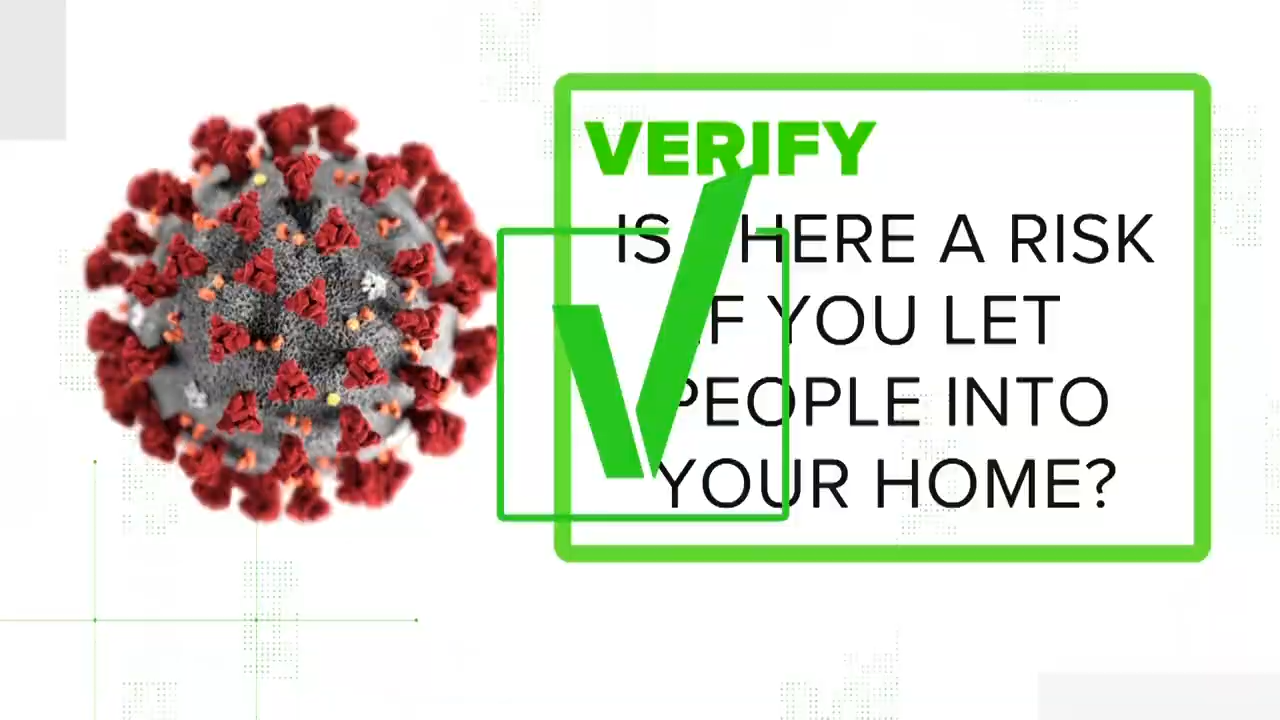 VERIFY
IS THERE A RISK
IF YOU LET
PEOPLE INTO
YOUR HOME?